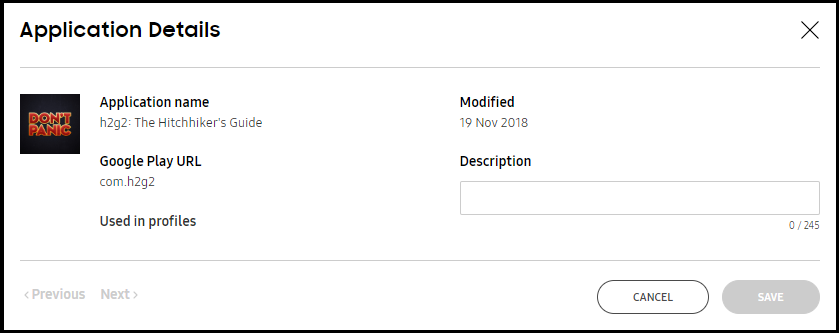 Application Details
DON'T
PANIC
Application name
h2g2: The Hitchhiker's Guide
Modified
19 Nov 2018
Google Play URL
com.h2g2
Description
0 / 245
Used in profiles
‹ Previous
Next ›
CANCEL
SAVE